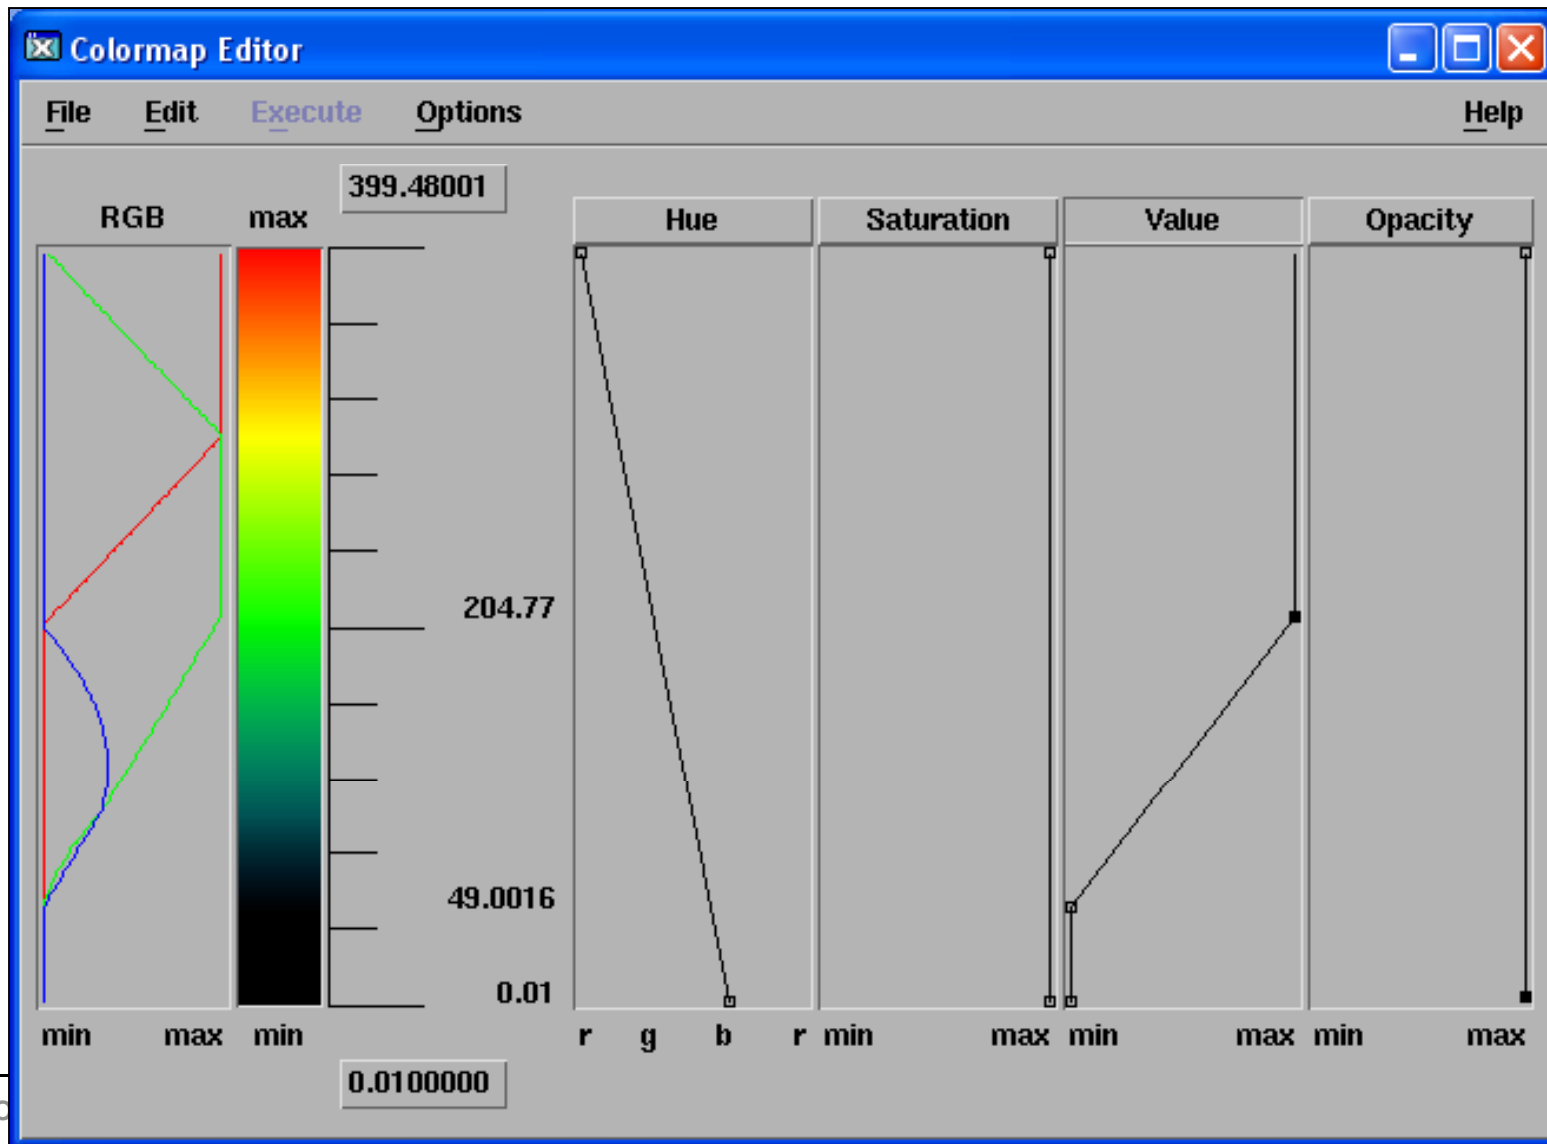 Colormap Editor
File Edit Execute Options Help
399.48001
RGB max Hue Saturation Value Opacity
204.77
49.0016
0.01
min max min r g b r min max min max min max
0.0100000